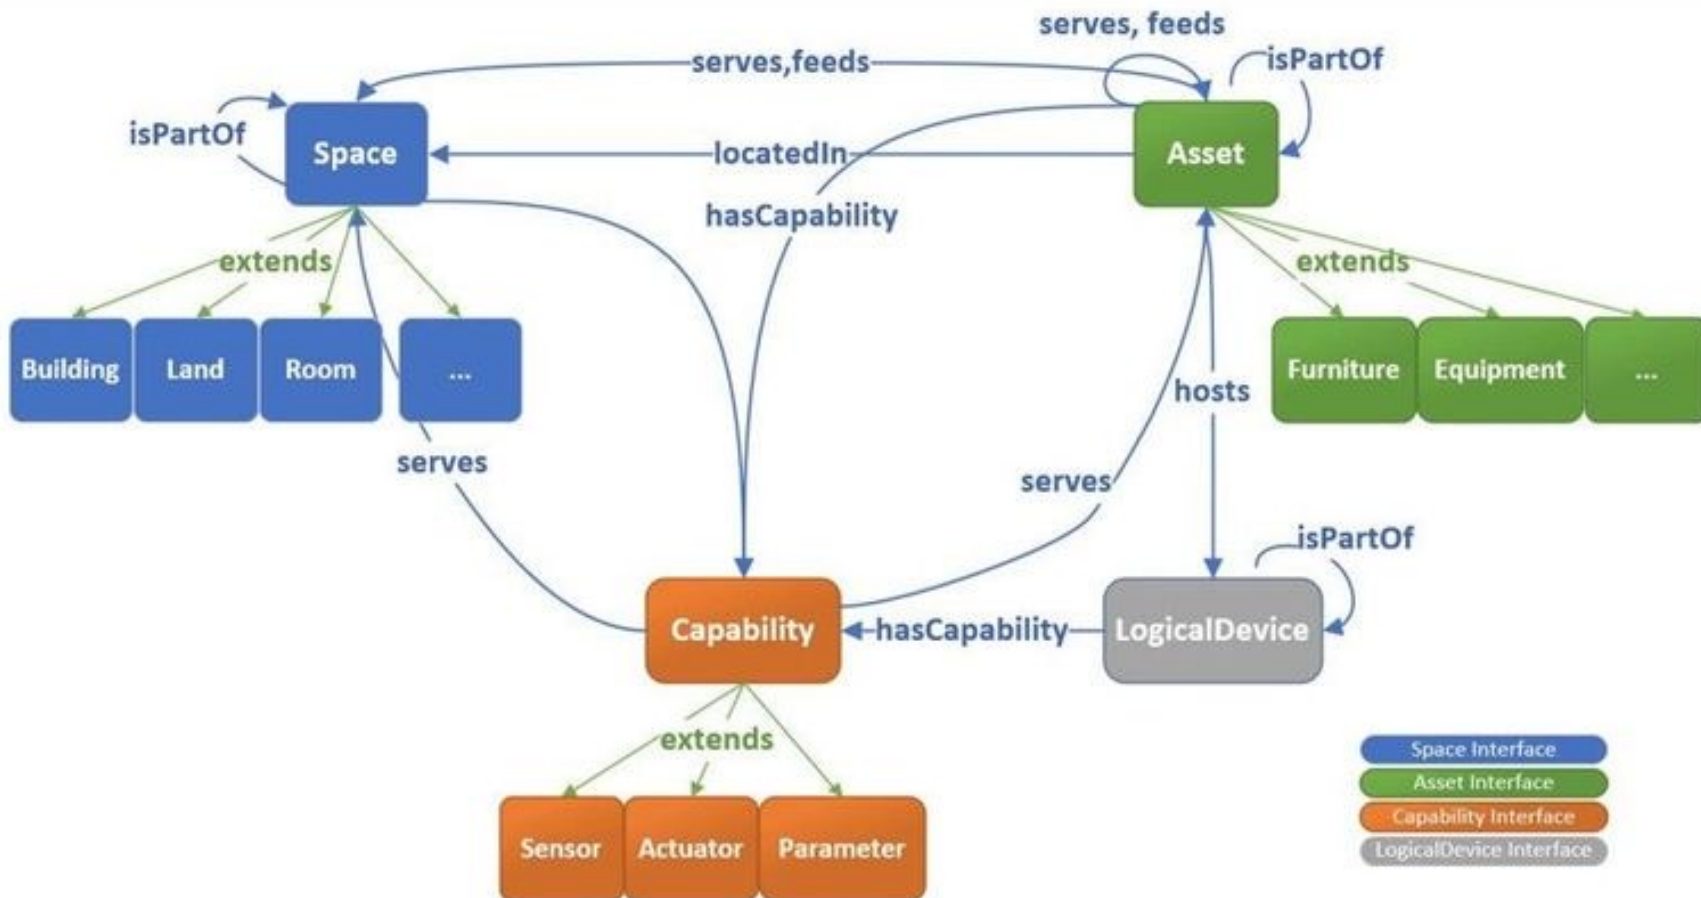 serves, feeds
serves,feeds
isPartOf
isPartOf
Space
locatedIn
Asset
hasCapability
extends
extends
Building
Land
Room
...
hosts
Furniture
Equipment
...
serves
serves
isPartOf
Capability
hasCapability
LogicalDevice
extends
Sensor
Actuator
Parameter
Space Interface
Asset Interface
Capability Interface
LogicalDevice Interface